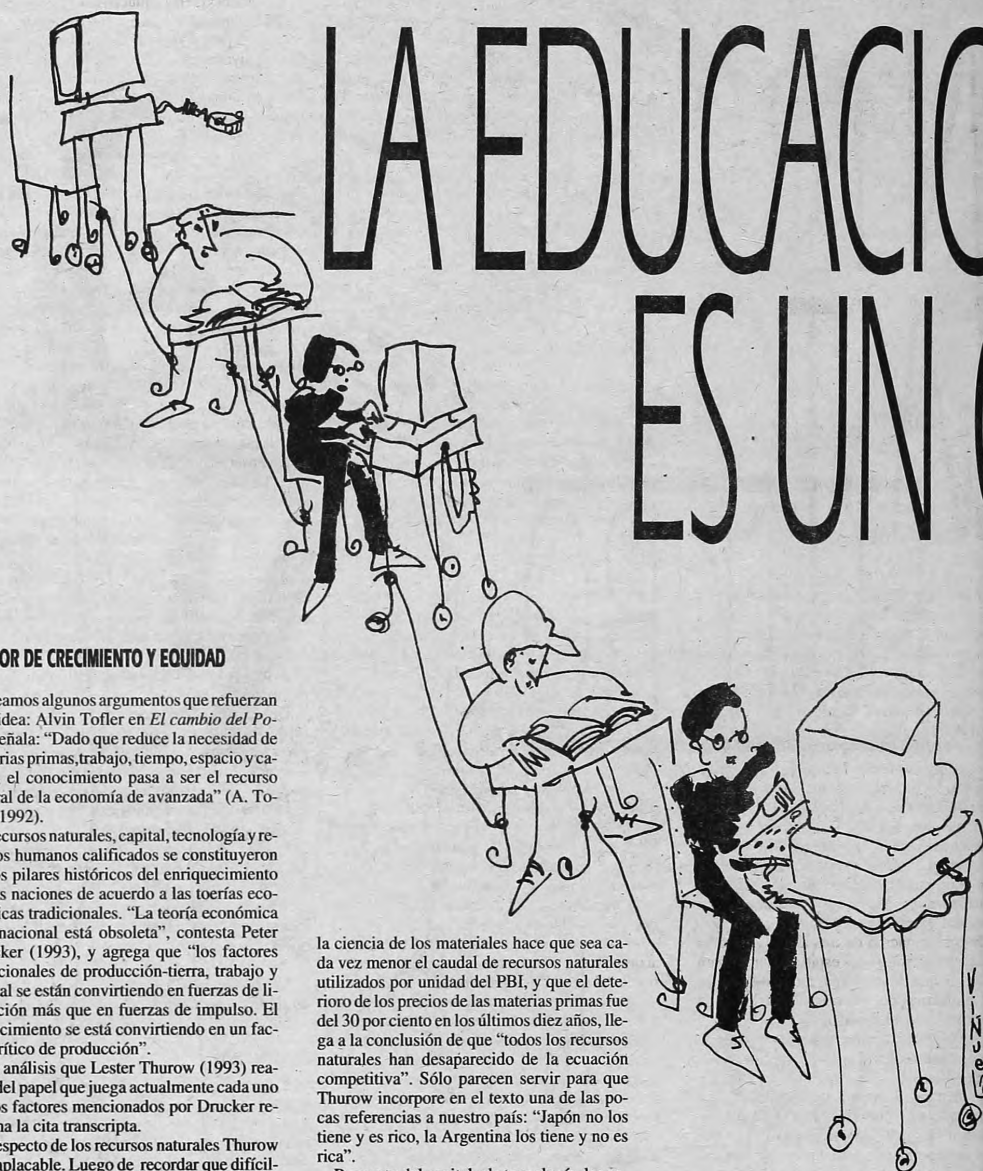 LA EDUCACIO
ES UN
OR DE CRECIMIENTO Y EQUIDAD
eamos algunos argumentos que refuerzan
idea: Alvin Tofler en El cambio del Po-
eñala: “Dado que reduce la necesidad de
rias primas,trabajo, tiempo, espacio y ca-
el conocimiento pasa a ser el recurso
ral de la economía de avanzada” (A. To-
1992).
ecursos naturales, capital, tecnología y re-
os humanos calificados se constituyeron
os pilares históricos del enriquecimiento
s naciones de acuerdo a las toerías eco-
icas tradicionales. “La teoría económica
nacional está obsoleta”, contesta Peter
ker (1993), y agrega que “los factores
cionales de producción-tierra, trabajo y
al se están convirtiendo en fuerzas de li-
ción más que en fuerzas de impulso. El
cimiento se está convirtiendo en un fac-
rítico de producción”.
análisis que Lester Thurow (1993) rea-
del papel que juega actualmente cada uno
os factores mencionados por Drucker re-
na la cita transcripta.
especto de los recursos naturales Thurow
placable. Luego de recordar que difícil-
la ciencia de los materiales hace que sea ca-
da vez menor el caudal de recursos naturales
utilizados por unidad del PBI, y que el dete-
rioro de los precios de las materias primas fue
del 30 por ciento en los últimos diez años, lle-
ga a la conclusión de que “todos los recursos
naturales han desaparecido de la ecuación
competitiva”. Sólo parecen servir para que
Thurow incorpore en el texto una de las po-
cas referencias a nuestro país: “Japón no los
tiene y es rico, la Argentina los tiene y no es
rica”.